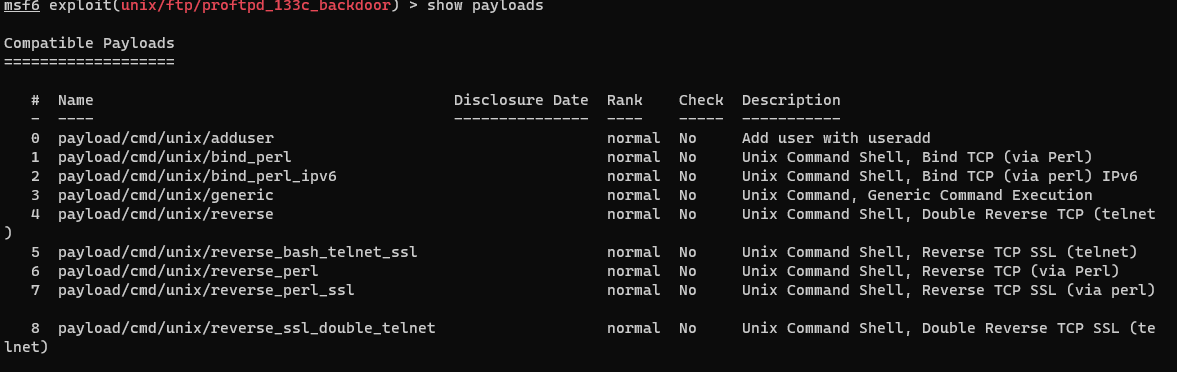 msf6 exploit(unix/ftp/proftpd_133c_backdoor) > show payloads
Compatible Payloads
===================
#  Name                                        Disclosure Date  Rank    Check  Description
-  ----                                        ---------------  ----    -----  -----------
0  payload/cmd/unix/adduser                                     normal  No     Add user with useradd
1  payload/cmd/unix/bind_perl                                   normal  No     Unix Command Shell, Bind TCP (via Perl)
2  payload/cmd/unix/bind_perl_ipv6                              normal  No     Unix Command Shell, Bind TCP (via perl) IPv6
3  payload/cmd/unix/generic                                     normal  No     Unix Command, Generic Command Execution
4  payload/cmd/unix/reverse                                     normal  No     Unix Command Shell, Double Reverse TCP (telnet
)
5  payload/cmd/unix/reverse_bash_telnet_ssl                     normal  No     Unix Command Shell, Reverse TCP SSL (telnet)
6  payload/cmd/unix/reverse_perl                                normal  No     Unix Command Shell, Reverse TCP (via Perl)
7  payload/cmd/unix/reverse_perl_ssl                            normal  No     Unix Command Shell, Reverse TCP SSL (via perl)
8  payload/cmd/unix/reverse_ssl_double_telnet                   normal  No     Unix Command Shell, Double Reverse TCP SSL (te
lnet)